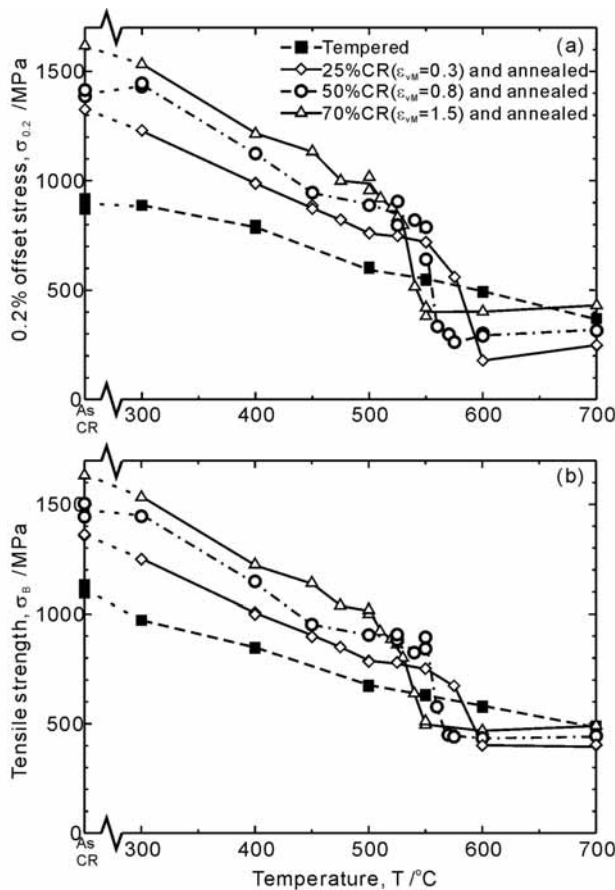 (a)
Tempered
25%CR(εvM=0.3) and annealed
50%CR(εvM=0.8) and annealed
70%CR(εvM=1.5) and annealed
0.2% offset stress, σ0.2 /MPa
1500
1000
500
0
As
CR
300 400 500 600 700
(b)
Tensile strength, σB /MPa
1500
1000
500
0
As
CR
300 400 500 600 700
Temperature, T /°C